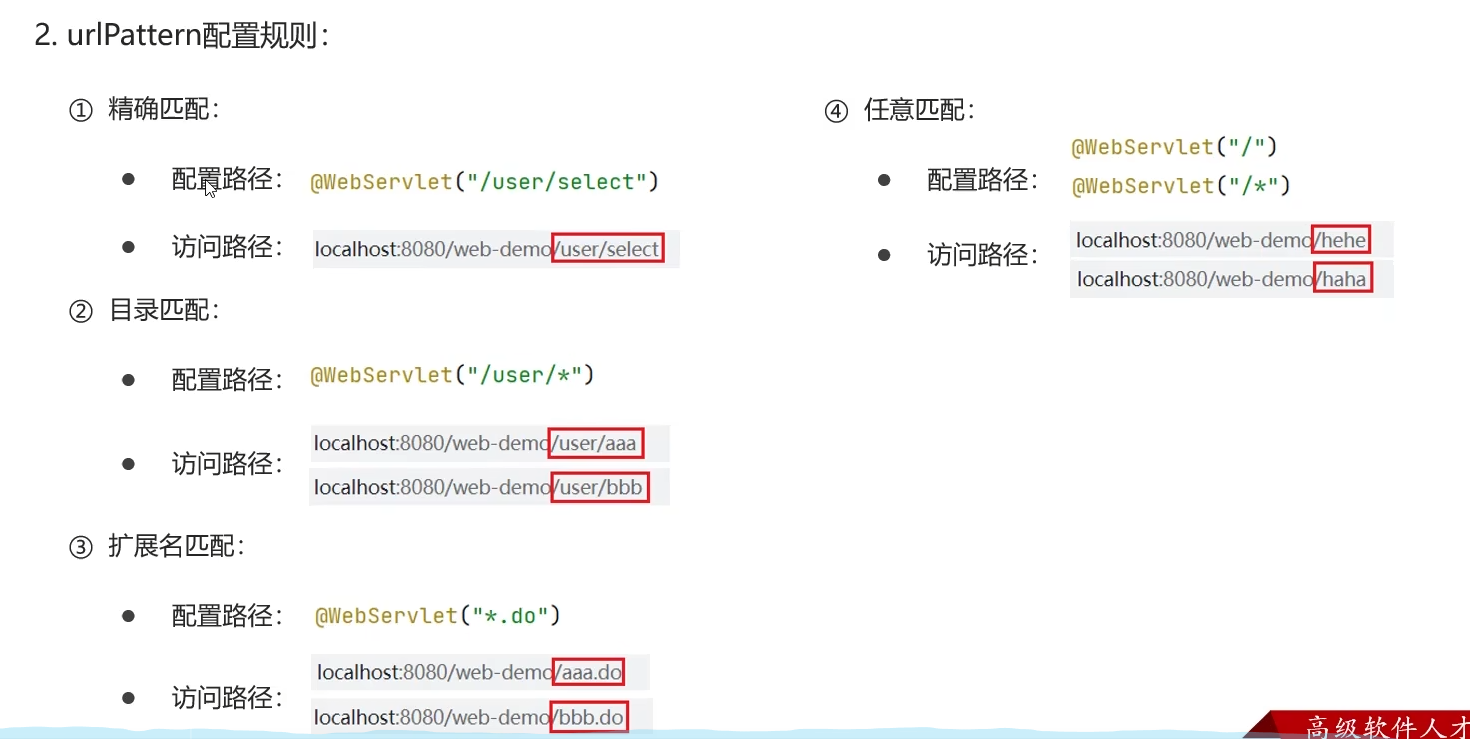 2. urlPattern配置规则：
① 精确匹配：
● 配置路径： @WebServlet("/user/select")
● 访问路径： localhost:8080/web-demo/user/select
② 目录匹配：
● 配置路径： @WebServlet("/user/*")
● 访问路径： localhost:8080/web-demo/user/aaa
localhost:8080/web-demo/user/bbb
③ 扩展名匹配：
● 配置路径： @WebServlet("*.do")
● 访问路径： localhost:8080/web-demo/aaa.do
localhost:8080/web-demo/bbb.do
④ 任意匹配：
● 配置路径： @WebServlet("/")
@WebServlet("/*")
● 访问路径： localhost:8080/web-demo/hehe
localhost:8080/web-demo/haha
高级软件人才